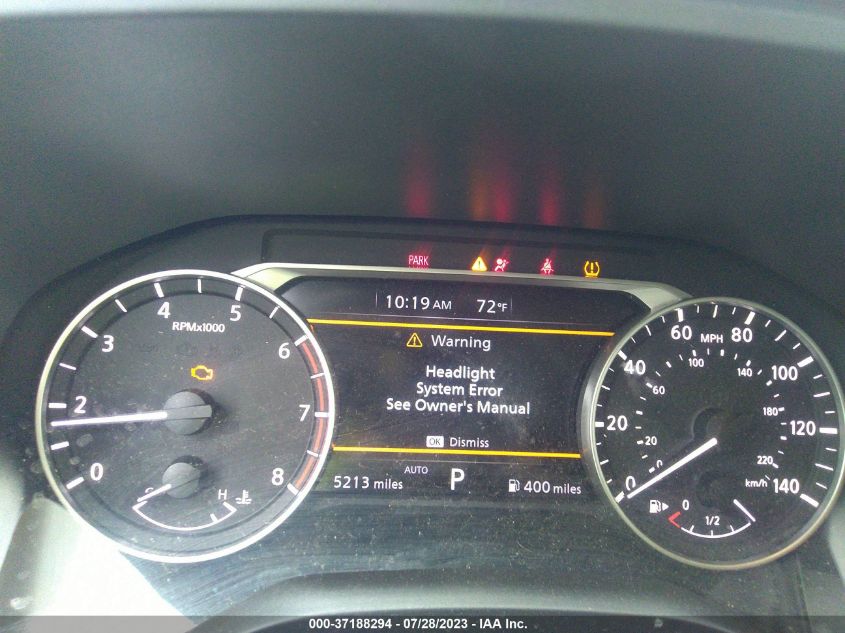 PARK
10:19 AM 72°F
Warning
Headlight
System Error
See Owner's Manual
OK Dismiss
AUTO
5213 miles P 400 miles
RPMx1000
0 2 3 4 5 6 7 8
C H
MPH
0 20 40 60 80 100 120 140
km/h
0 20 60 100 140 180 220
0 1/2
000-37188294 / 07/28/2023 - IAA Inc.